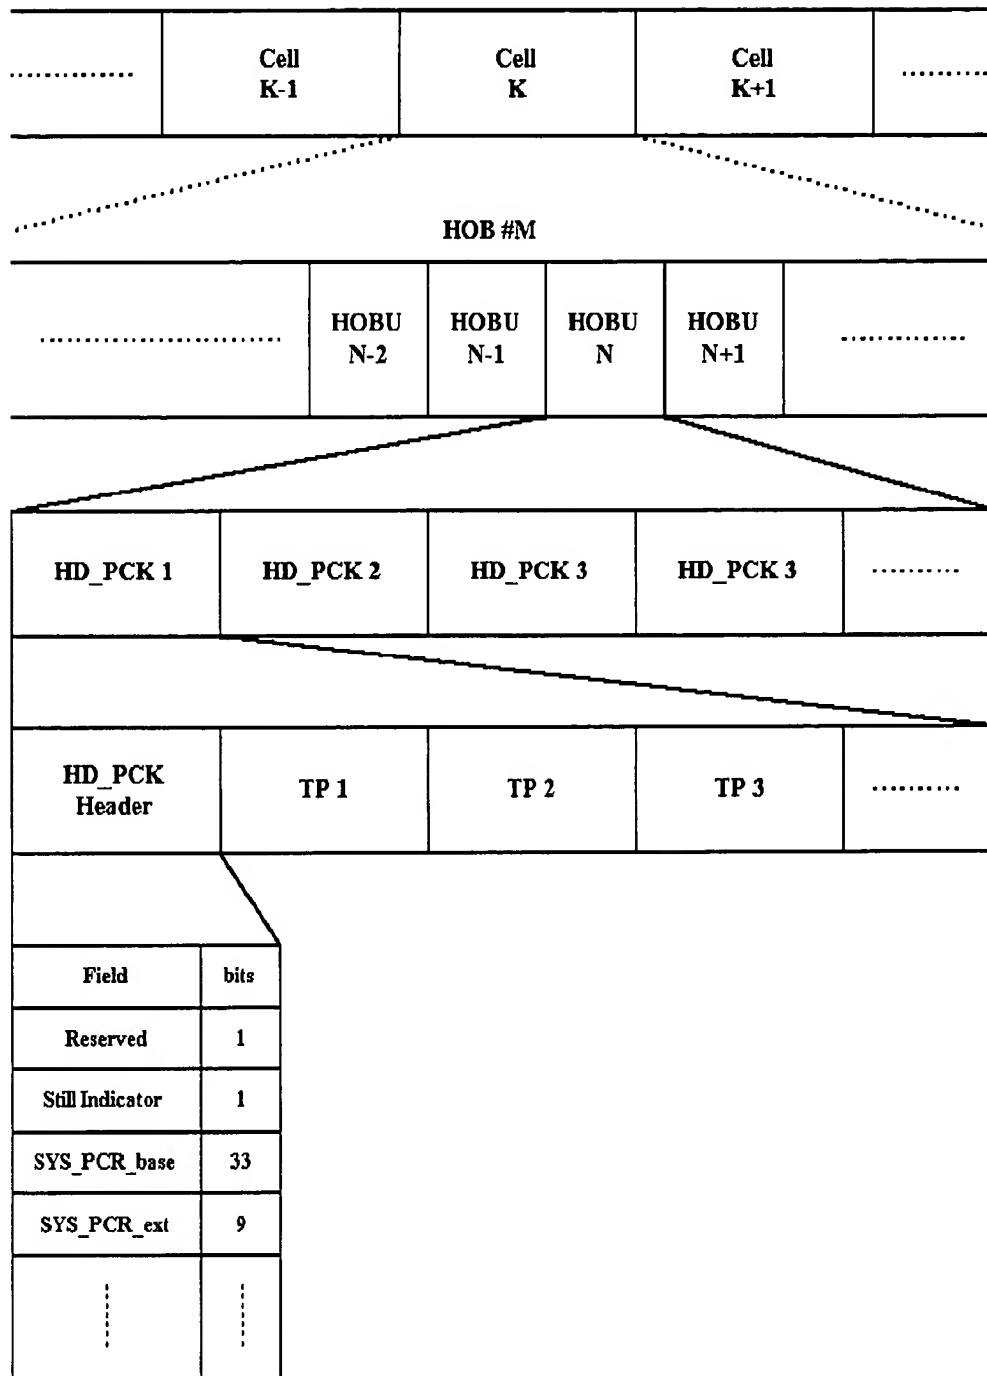 Cell K-1
Cell K
Cell K+1
HOB #M
HOBU N-2
HOBU N-1
HOBU N
HOBU N+1
HD_PCK 1
HD_PCK 2
HD_PCK 3
HD_PCK 3
HD_PCK Header
TP 1
TP 2
TP 3
Field bits
Reserved 1
Still Indicator 1
SYS_PCR_base 33
SYS_PCR_ext 9